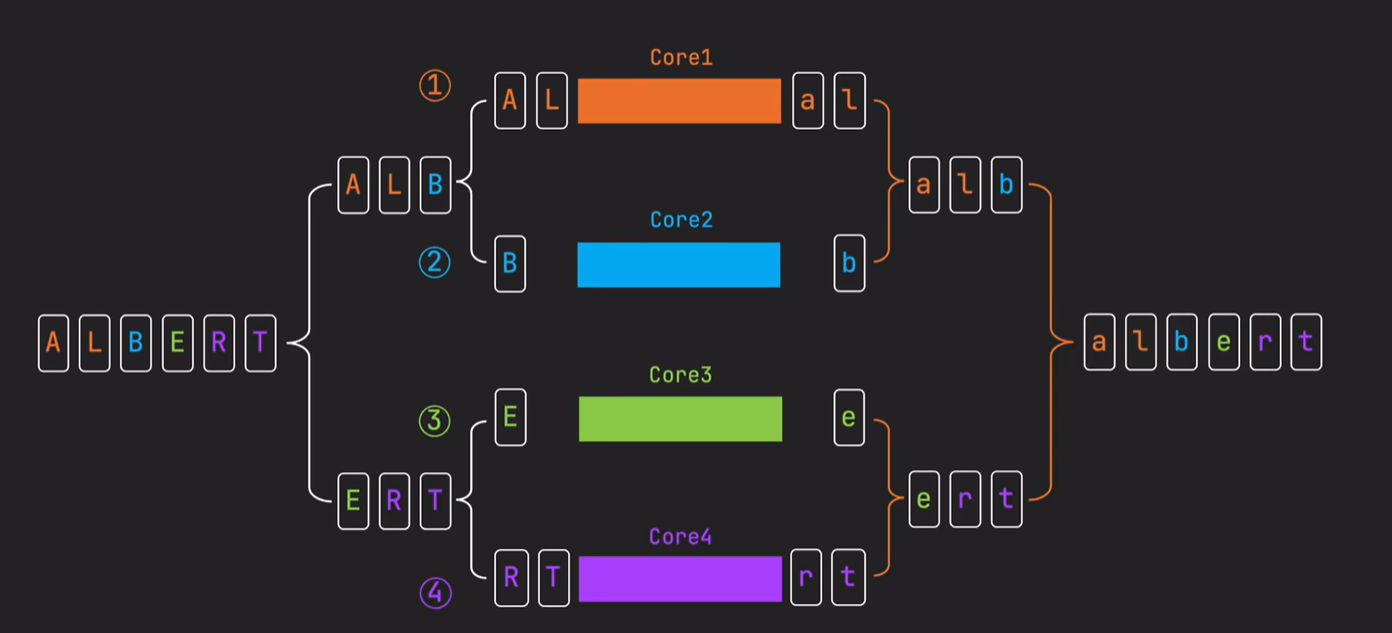 Core1
① A L a l
A L B a l b
Core2
② B b
A L B E R T a l b e r t
Core3
③ E e
E R T e r t
Core4
④ R T r t